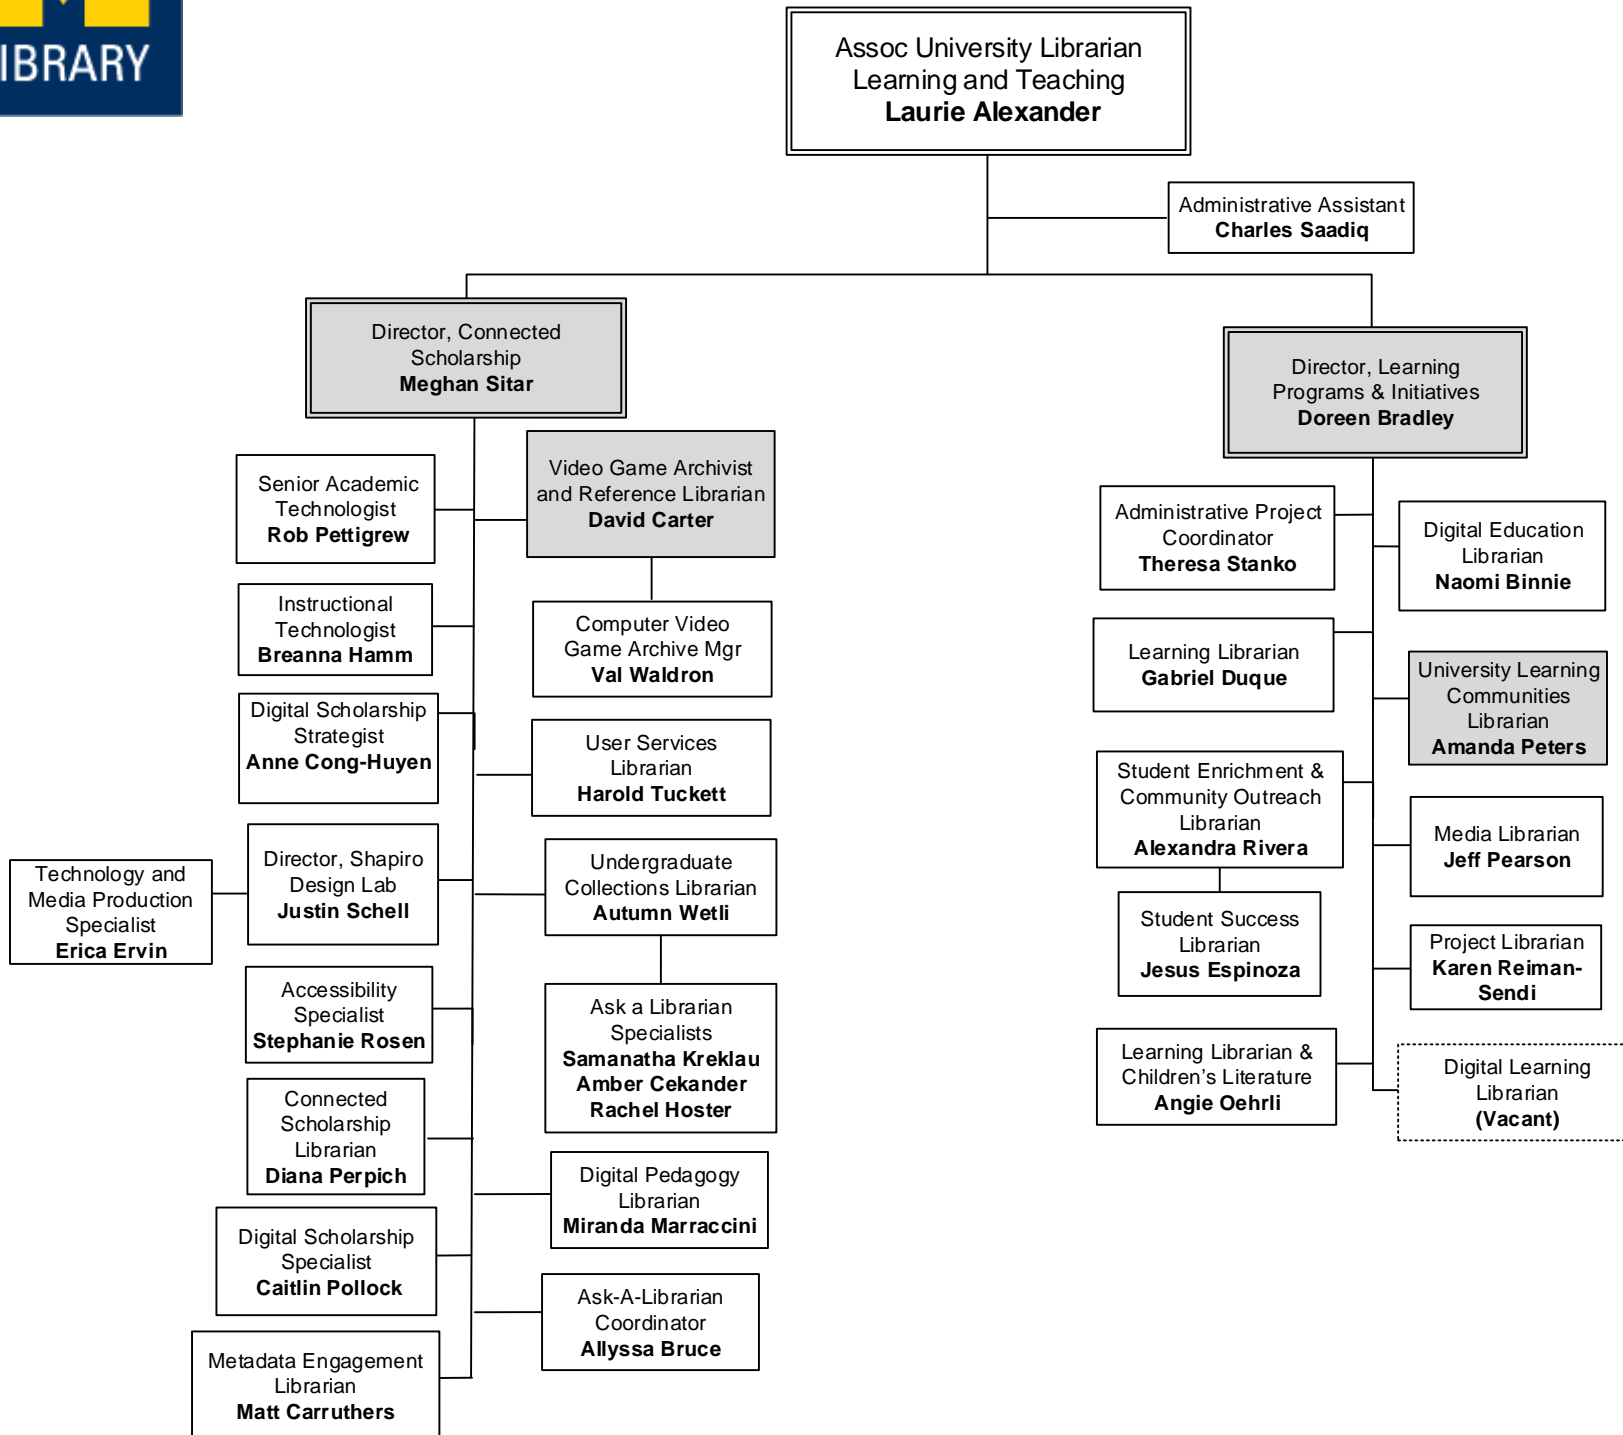 IBRARY
Assoc University Librarian
Learning and Teaching
Laurie Alexander
Administrative Assistant
Charles Saadiq
Director, Connected
Scholarship
Meghan Sitar
Director, Learning
Programs & Initiatives
Doreen Bradley
Senior Academic
Technologist
Rob Pettigrew
Video Game Archivist
and Reference Librarian
David Carter
Instructional
Technologist
Breanna Hamm
Computer Video
Game Archive Mgr
Val Waldron
Digital Scholarship
Strategist
Anne Cong-Huyen
User Services
Librarian
Harold Tuckett
Technology and
Media Production
Specialist
Erica Ervin
Director, Shapiro
Design Lab
Justin Schell
Undergraduate
Collections Librarian
Autumn Wetli
Accessibility
Specialist
Stephanie Rosen
Ask a Librarian
Specialists
Samanatha Kreklau
Amber Cekander
Rachel Hoster
Connected
Scholarship
Librarian
Diana Perpich
Digital Pedagogy
Librarian
Miranda Marraccini
Digital Scholarship
Specialist
Caitlin Pollock
Ask-A-Librarian
Coordinator
Allyssa Bruce
Metadata Engagement
Librarian
Matt Carruthers
Administrative Project
Coordinator
Theresa Stanko
Digital Education
Librarian
Naomi Binnie
Learning Librarian
Gabriel Duque
University Learning
Communities
Librarian
Amanda Peters
Student Enrichment &
Community Outreach
Librarian
Alexandra Rivera
Media Librarian
Jeff Pearson
Student Success
Librarian
Jesus Espinoza
Project Librarian
Karen Reiman-
Sendi
Learning Librarian &
Children’s Literature
Angie Oehrli
Digital Learning
Librarian
(Vacant)